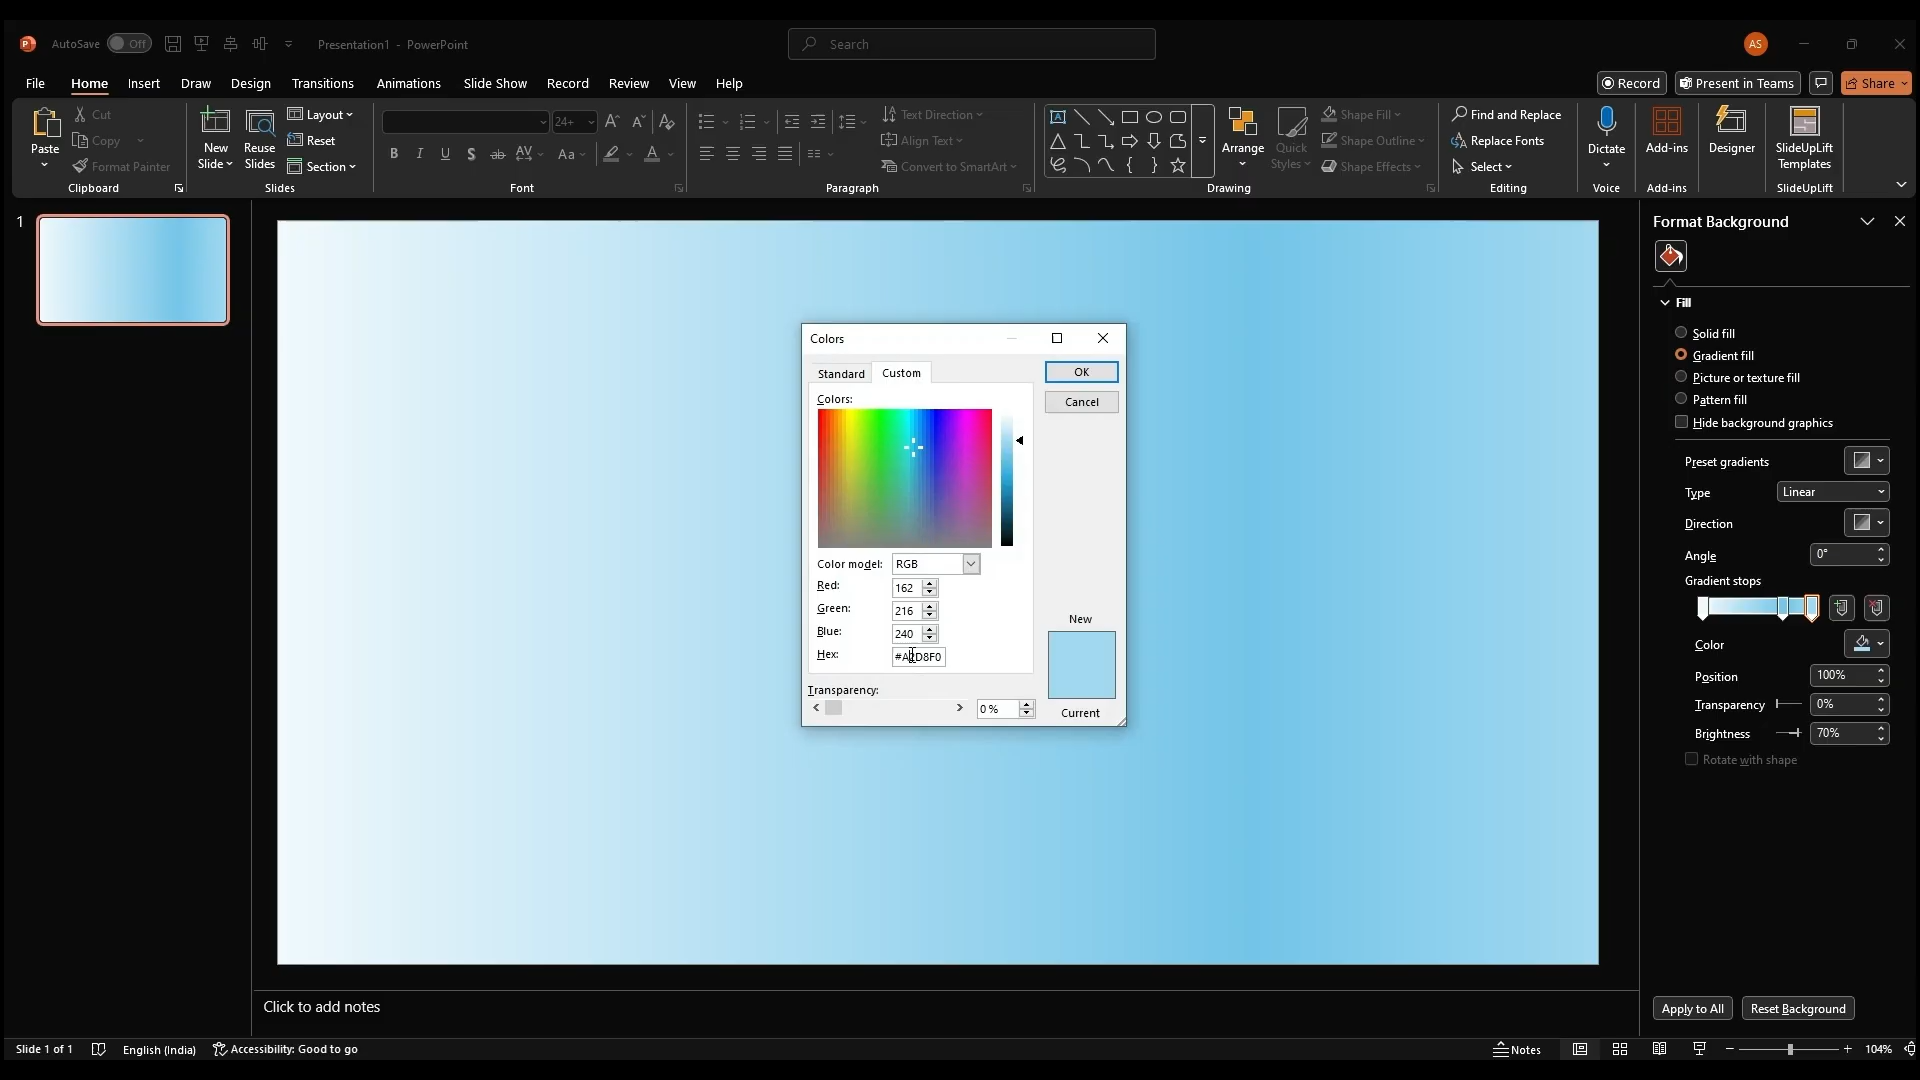 AutoSave Off Presentation1 - PowerPoint Search AS
File Home Insert Draw Design Transitions Animations Slide Show Record Review View Help Record Present in Teams Share
Paste
Cut
Copy
Format Painter
Clipboard
New
Slide
Reuse
Slides
Layout
Reset
Section
Slides
24+
B I U S ab AV Aa A
Font
Text Direction
Align Text
Convert to SmartArt
Paragraph
Arrange
Quick
Styles
Shape Fill
Shape Outline
Shape Effects
Drawing
Find and Replace
Replace Fonts
Select
Editing
Dictate
Voice
Add-ins
Add-ins
Designer
SlideUpLift
Templates
SlideUpLift
1
Colors
Standard Custom
OK
Cancel
Colors:
Color model: RGB
Red: 162
Green: 216
Blue: 240
Hex: #A2D8F0
Transparency:
0 %
New
Current
Format Background
Fill
Solid fill
Gradient fill
Picture or texture fill
Pattern fill
Hide background graphics
Preset gradients
Type Linear
Direction
Angle 0°
Gradient stops
Color
Position 100%
Transparency 0%
Brightness 70%
Rotate with shape
Apply to All Reset Background
Click to add notes
Slide 1 of 1 English (India) Accessibility: Good to go Notes 104%